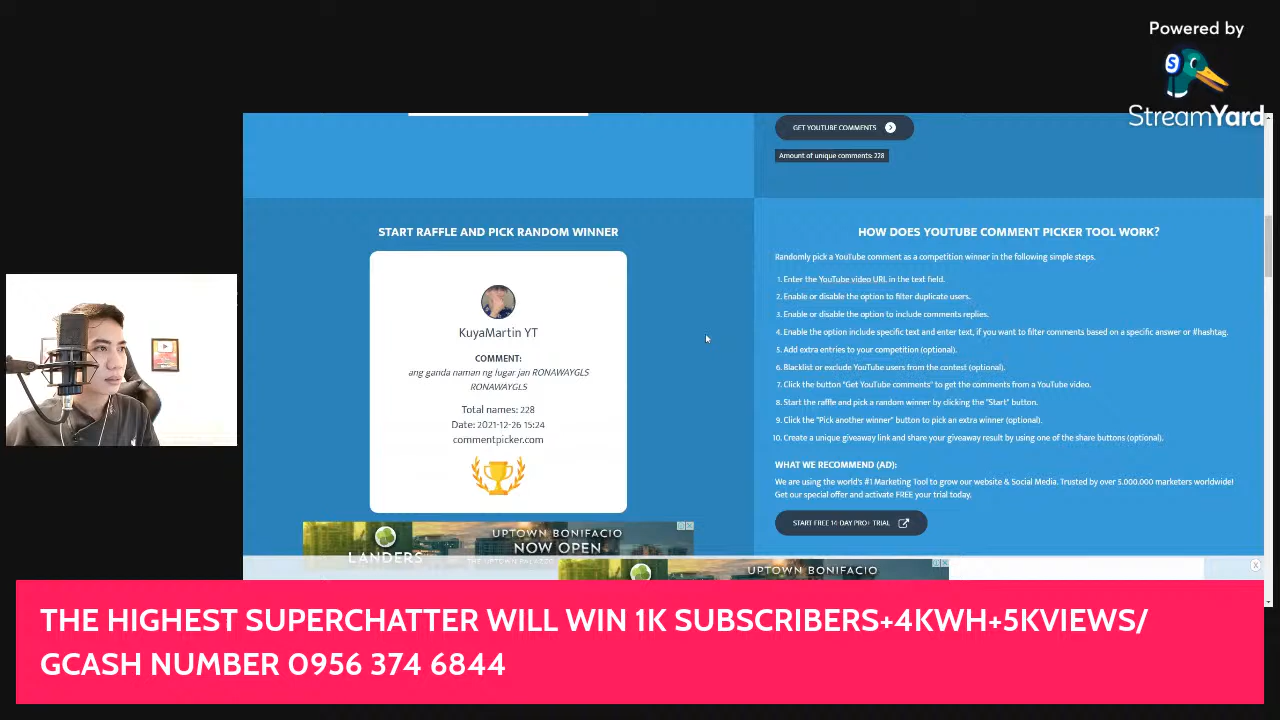 Powered by
StreamYard
GET YOUTUBE COMMENTS
Amount of unique comments: 228
START RAFFLE AND PICK RANDOM WINNER
KuyaMartin YT
COMMENT:
ang ganda naman ng lugar jan RONAWAYGLS
RONAWAYGLS
Total names: 228
Date: 2021-12-26 15:24
commentpicker.com
HOW DOES YOUTUBE COMMENT PICKER TOOL WORK?
Randomly pick a YouTube comment as a competition winner in the following simple steps.
1. Enter the YouTube video URL in the text field.
2. Enable or disable the option to filter duplicate users.
3. Enable or disable the option to include comments replies.
4. Enable the option include specific text and enter text, if you want to filter comments based on a specific answer or #hashtag.
5. Add extra entries to your competition (optional).
6. Blacklist or exclude YouTube users from the contest (optional).
7. Click the button "Get YouTube comments" to get the comments from a YouTube video.
8. Start the raffle and pick a random winner by clicking the "Start" button.
9. Click the "Pick another winner" button to pick an extra winner (optional).
10. Create a unique giveaway link and share your giveaway result by using one of the share buttons (optional).
WHAT WE RECOMMEND (AD):
We are using the world's #1 Marketing Tool to grow our website & Social Media. Trusted by over 5.000.000 marketers worldwide!
Get our special offer and activate FREE your trial today.
START FREE 14-DAY PRO+ TRIAL
UPTOWN BONIFACIO
NOW OPEN
LANDERS
THE UPTOWN PALAZZO
UPTOWN BONIFACIO
THE HIGHEST SUPERCHATTER WILL WIN 1K SUBSCRIBERS+4KWH+5KVIEWS/
GCASH NUMBER 0956 374 6844